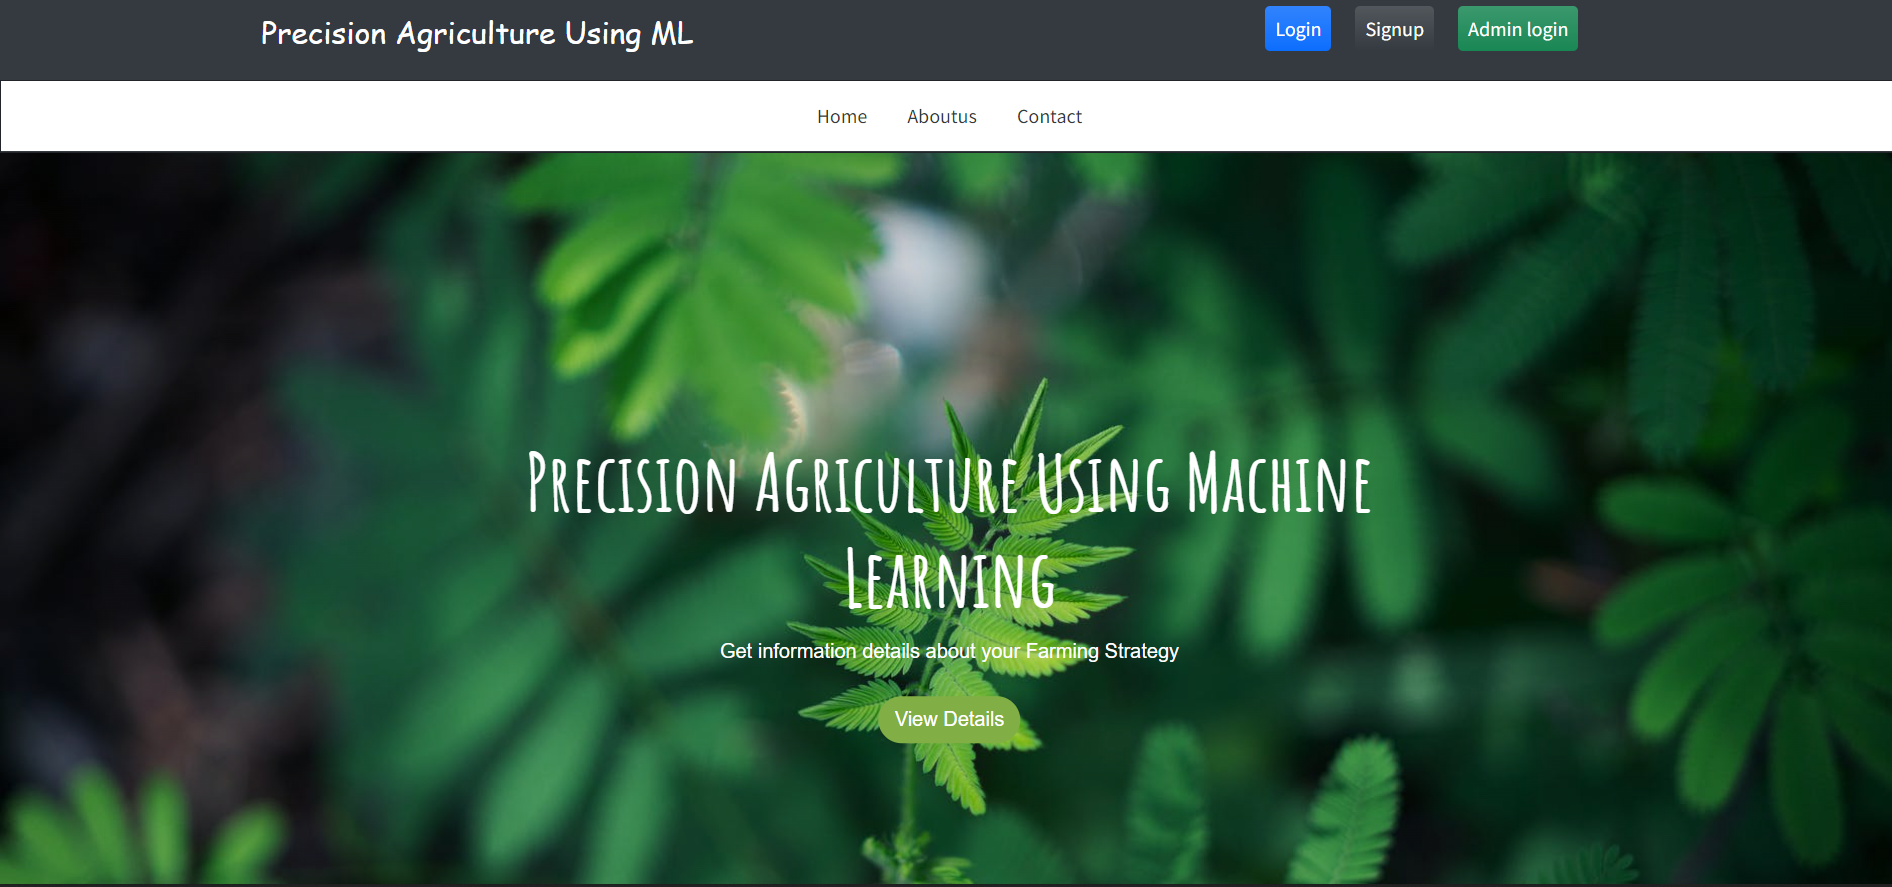 Precision Agriculture Using ML
Login
Signup
Admin login
Home
Aboutus
Contact
Precision Agriculture Using Machine
Learning
Get information details about your Farming Strategy
View Details